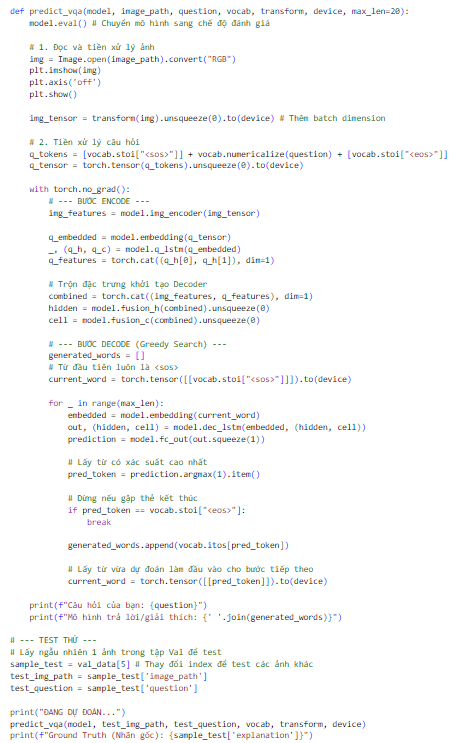 def predict_vqa(model, image_path, question, vocab, transform, device, max_len=20):
    model.eval() # Chuyển mô hình sang chế độ đánh giá

    # 1. Đọc và tiền xử lý ảnh
    img = Image.open(image_path).convert("RGB")
    plt.imshow(img)
    plt.axis('off')
    plt.show()

    img_tensor = transform(img).unsqueeze(0).to(device) # Thêm batch dimension

    # 2. Tiền xử lý câu hỏi
    q_tokens = [vocab.stoi["<sos>"]] + vocab.numericalize(question) + [vocab.stoi["<eos>"]]
    q_tensor = torch.tensor(q_tokens).unsqueeze(0).to(device)

    with torch.no_grad():
        # --- BƯỚC ENCODE ---
        img_features = model.img_encoder(img_tensor)

        q_embedded = model.embedding(q_tensor)
        _, (q_h, q_c) = model.q_lstm(q_embedded)
        q_features = torch.cat((q_h[0], q_h[1]), dim=1)

        # Trộn đặc trưng khởi tạo Decoder
        combined = torch.cat((img_features, q_features), dim=1)
        hidden = model.fusion_h(combined).unsqueeze(0)
        cell = model.fusion_c(combined).unsqueeze(0)

        # --- BƯỚC DECODE (Greedy Search) ---
        generated_words = []
        # Từ đầu tiên luôn là <sos>
        current_word = torch.tensor([[vocab.stoi["<sos>"]]]).to(device)

        for _ in range(max_len):
            embedded = model.embedding(current_word)
            out, (hidden, cell) = model.dec_lstm(embedded, (hidden, cell))
            prediction = model.fc_out(out.squeeze(1))

            # Lấy từ có xác suất cao nhất
            pred_token = prediction.argmax(1).item()

            # Dừng nếu gặp thẻ kết thúc
            if pred_token == vocab.stoi["<eos>"]:
                break

            generated_words.append(vocab.itos[pred_token])

            # Lấy từ vừa dự đoán làm đầu vào cho bước tiếp theo
            current_word = torch.tensor([[pred_token]]).to(device)

    print(f"Câu hỏi của bạn: {question}")
    print(f"Mô hình trả lời/giải thích: {' '.join(generated_words)}")

# --- TEST THỬ ---
# Lấy ngẫu nhiên 1 ảnh trong tập Val để test
sample_test = val_data[5] # Thay đổi index để test các ảnh khác
test_img_path = sample_test['image_path']
test_question = sample_test['question']

print("ĐANG DỰ ĐOÁN...")
predict_vqa(model, test_img_path, test_question, vocab, transform, device)
print(f"Ground Truth (Nhãn gốc): {sample_test['explanation']}")